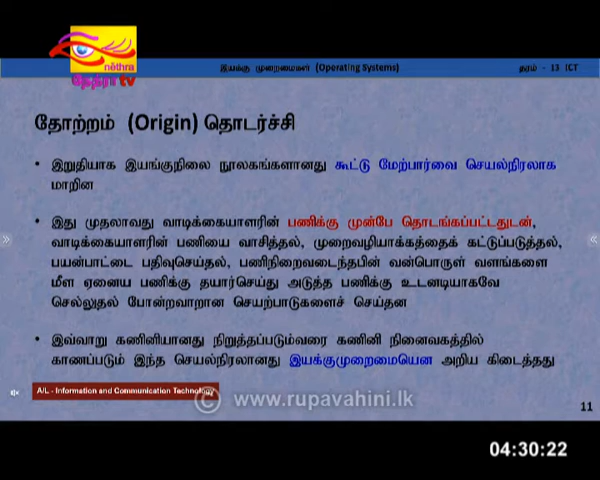 nēthra
நேத்ரா tv
இயக்க முறைமைகள் (Operating Systems)
தரம் - 13 ICT
தோற்றம் (Origin) தொடர்ச்சி
• இறுதியாக இயங்குநிலை நூலகங்களானது கூட்டு மேற்பார்வை செயல்நிரலாக
மாறின
• இது முதலாவது வாடிக்கையாளரின் பணிக்கு முன்பே தொடங்கப்பட்டதுடன்,
வாடிக்கையாளரின் பணியை வாசித்தல், முறைவழியாக்கத்தைக் கட்டுப்படுத்தல்,
பயன்பாட்டை பதிவுசெய்தல், பணிநிறைவடைந்தபின் வன்பொருள் வளங்களை
மீள ஏனைய பணிக்கு தயார்செய்து அடுத்த பணிக்கு உடனடியாகவே
செல்லுதல் போன்றவாறான செயற்பாடுகளைச் செய்தன
• இவ்வாறு கணினியானது நிறுத்தப்படும்வரை கணினி நினைவகத்தில்
காணப்படும் இந்த செயல்நிரலானது இயக்குமுறைமையென அறிய கிடைத்தது
A/L - Information and Communication Technology
© www.rupavahini.lk
11
04:30:22